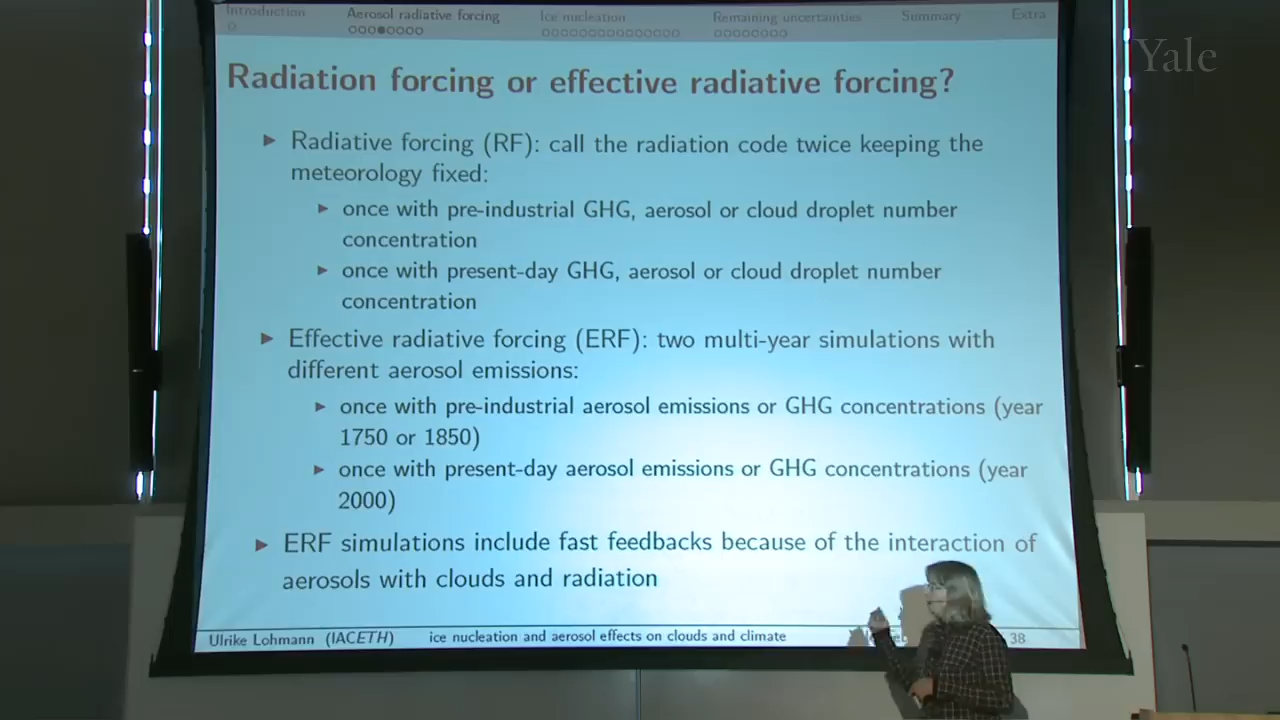 Introduction Aerosol radiative forcing Ice nucleation Remaining uncertainties Summary Extra
Yale
Radiation forcing or effective radiative forcing?
Radiative forcing (RF): call the radiation code twice keeping the
meteorology fixed:
once with pre-industrial GHG, aerosol or cloud droplet number
concentration
once with present-day GHG, aerosol or cloud droplet number
concentration
Effective radiative forcing (ERF): two multi-year simulations with
different aerosol emissions:
once with pre-industrial aerosol emissions or GHG concentrations (year
1750 or 1850)
once with present-day aerosol emissions or GHG concentrations (year
2000)
ERF simulations include fast feedbacks because of the interaction of
aerosols with clouds and radiation
Ulrike Lohmann (IACETH) ice nucleation and aerosol effects on clouds and climate 38